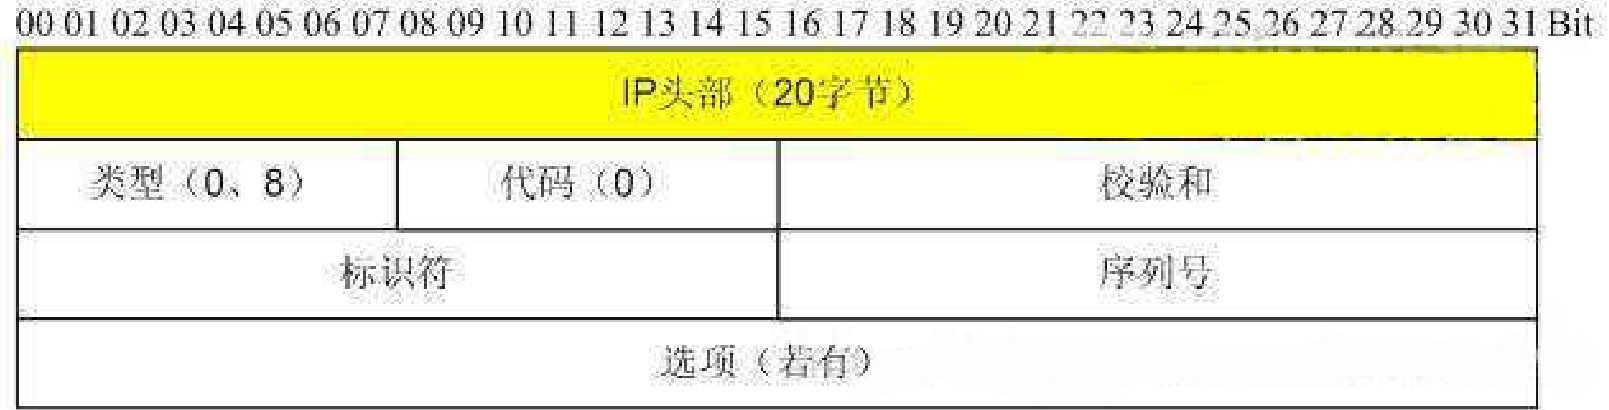 00 01 02 03 04 05 06 07 08 09 10 11 12 13 14 15 16 17 18 19 20 21 22 23 24 25 26 27 28 29 30 31 Bit
IP头部（20字节）
类型（0、8） 代码（0） 校验和
标识符 序列号
选项（若有）